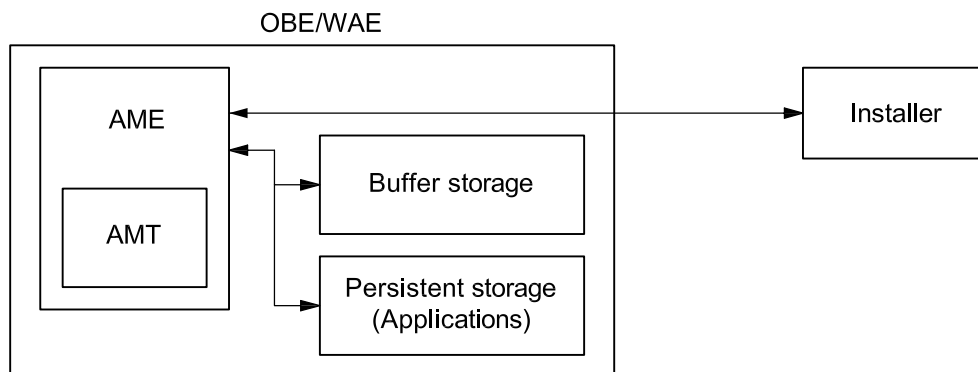 OBE/WAE
AME
Installer
Buffer storage
AMT
Persistent storage
(Applications)